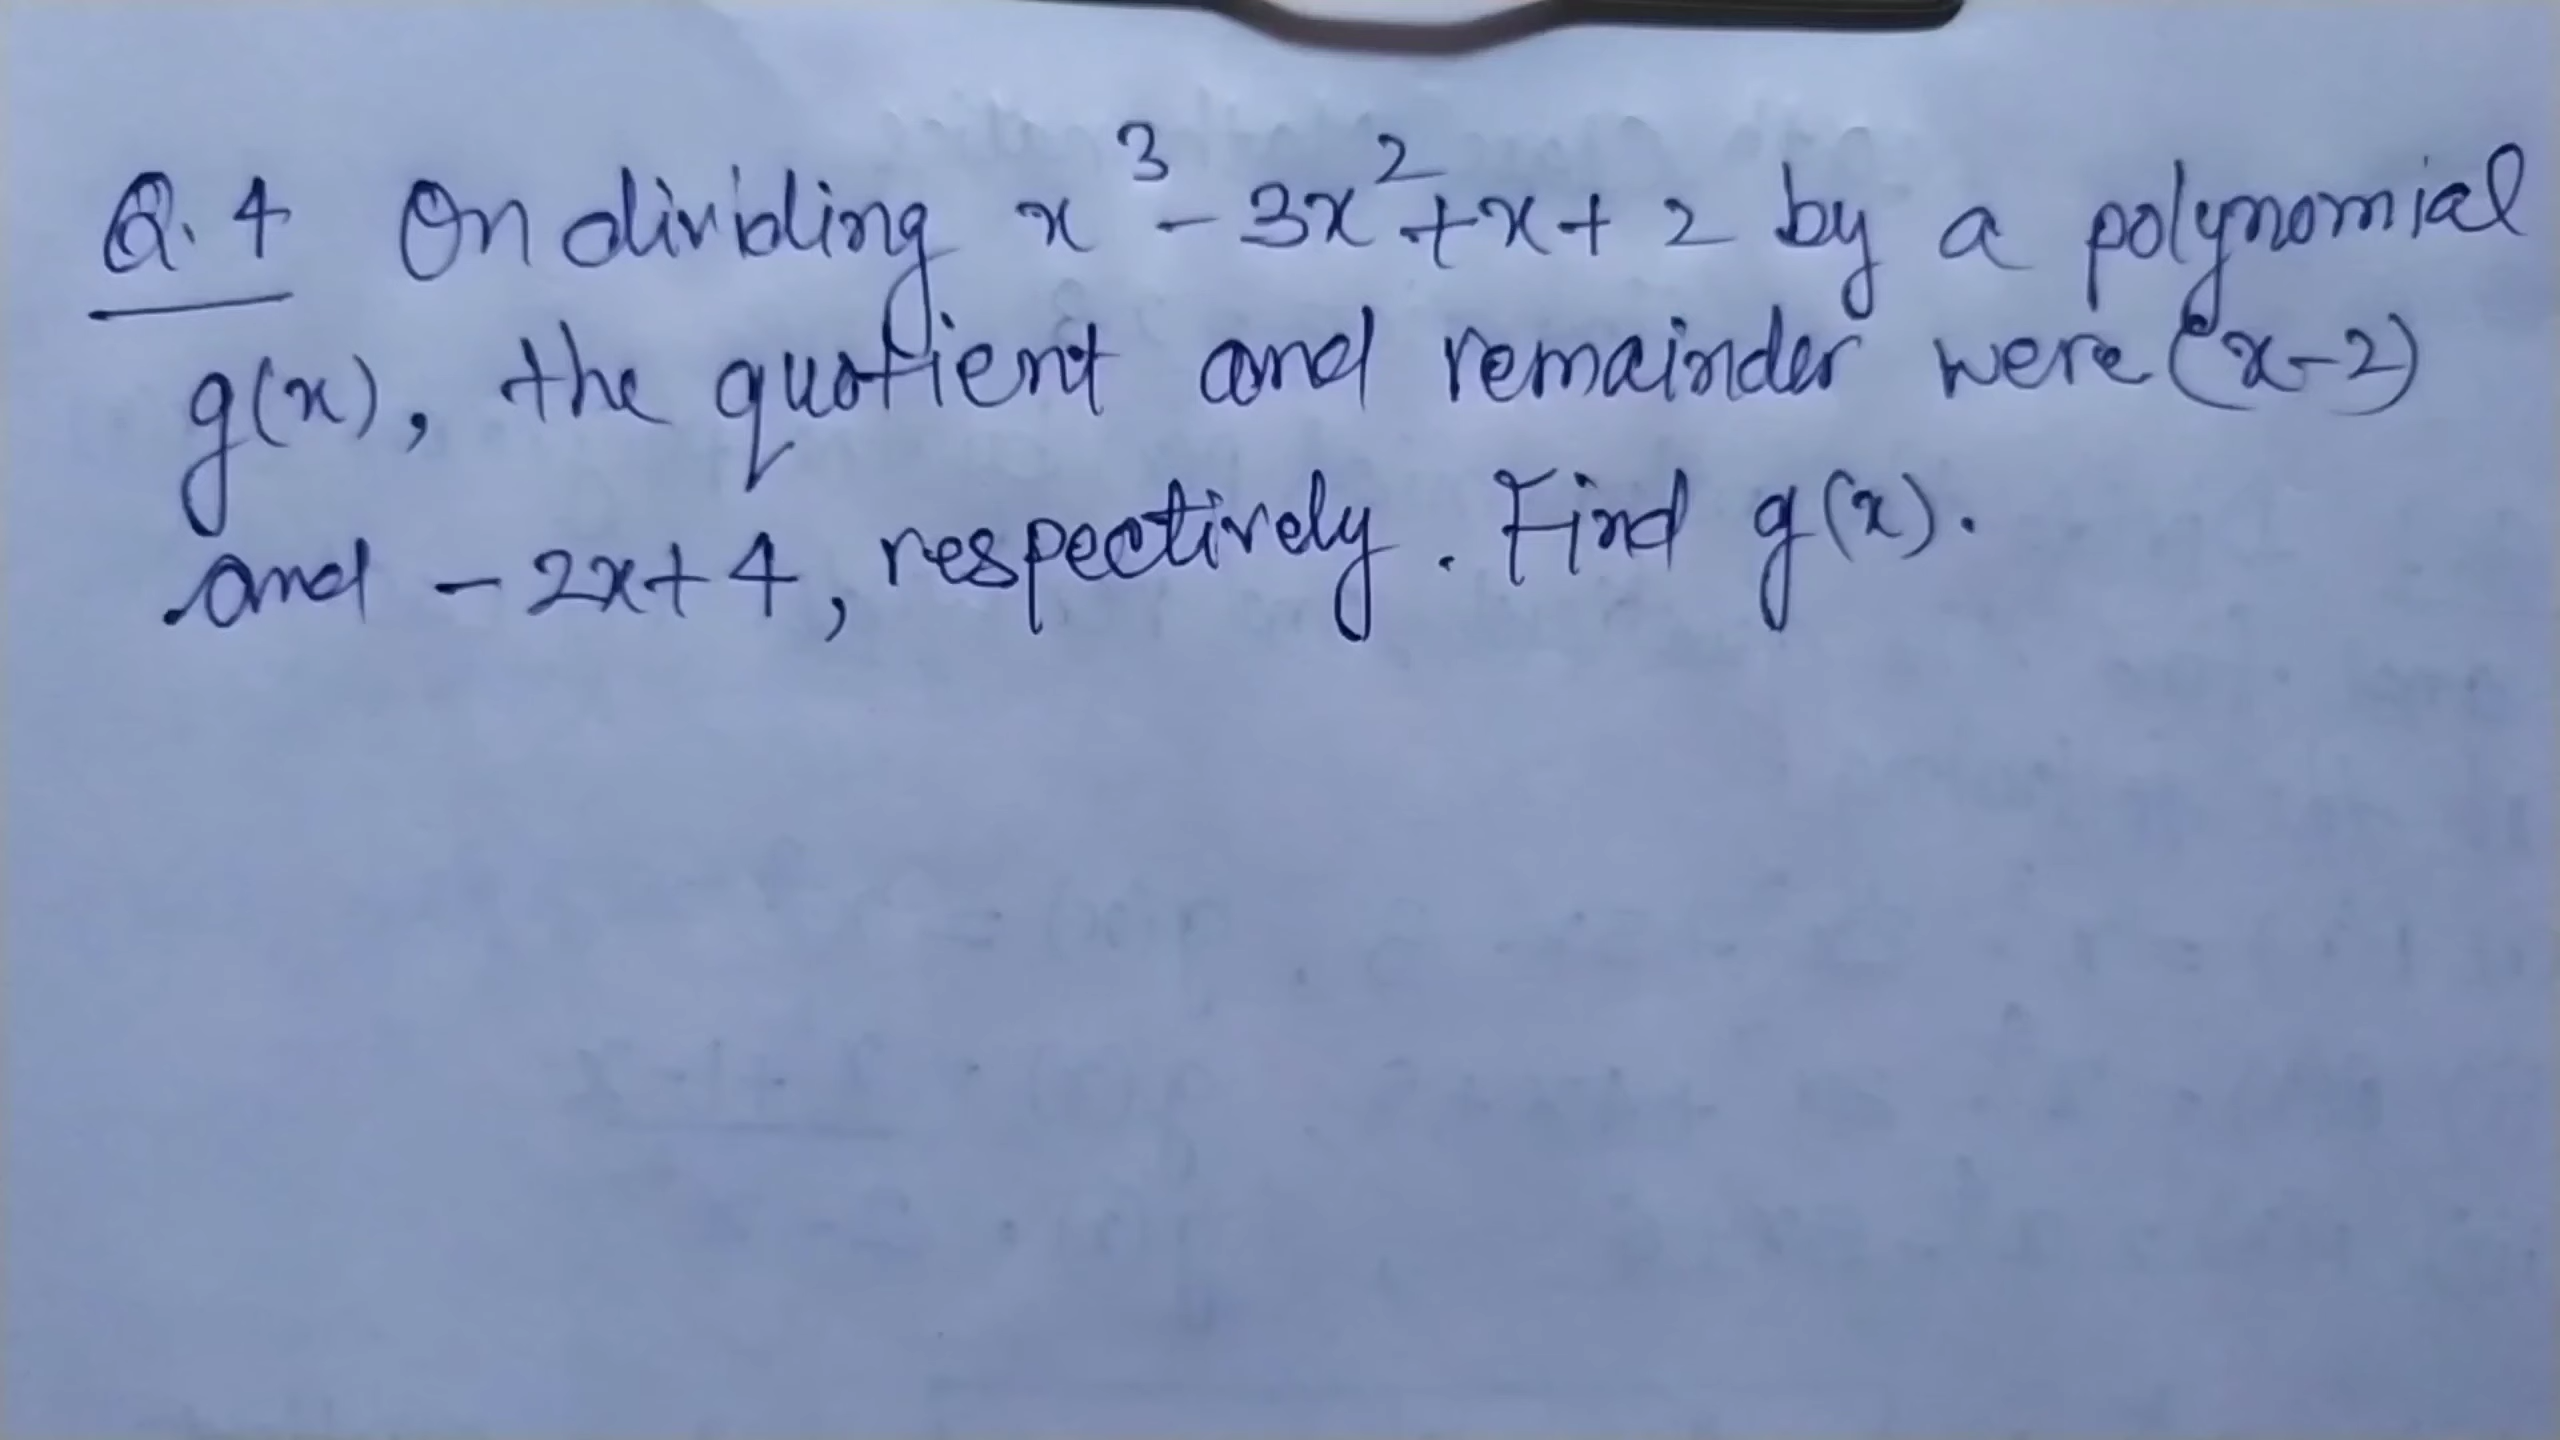 Q.4 On dividing x³ - 3x² + x + 2 by a polynomial
g(x), the quotient and remainder were (x-2)
and - 2x + 4, respectively. Find g(x).